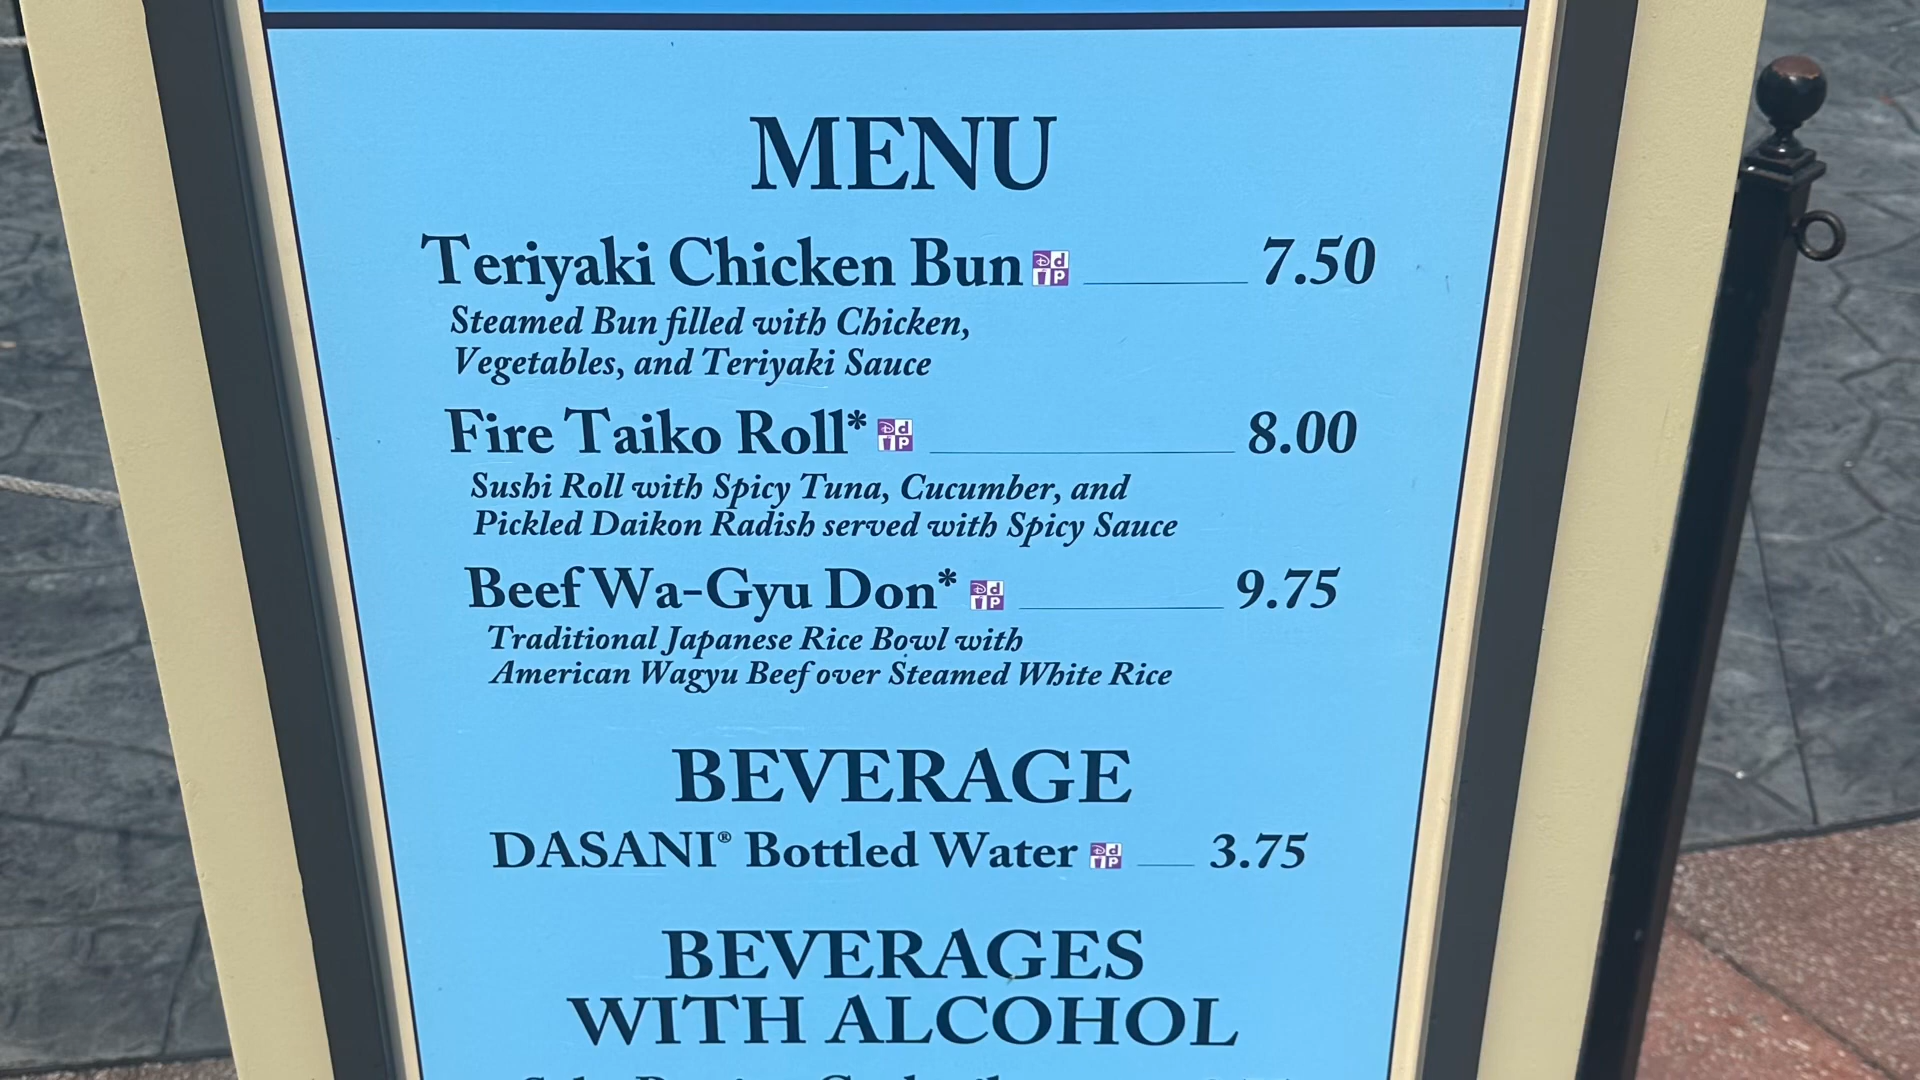 MENU
Teriyaki Chicken Bun 7.50
Steamed Bun filled with Chicken,
Vegetables, and Teriyaki Sauce
Fire Taiko Roll* 8.00
Sushi Roll with Spicy Tuna, Cucumber, and
Pickled Daikon Radish served with Spicy Sauce
Beef Wa-Gyu Don* 9.75
Traditional Japanese Rice Bowl with
American Wagyu Beef over Steamed White Rice
BEVERAGE
DASANI® Bottled Water 3.75
BEVERAGES
WITH ALCOHOL